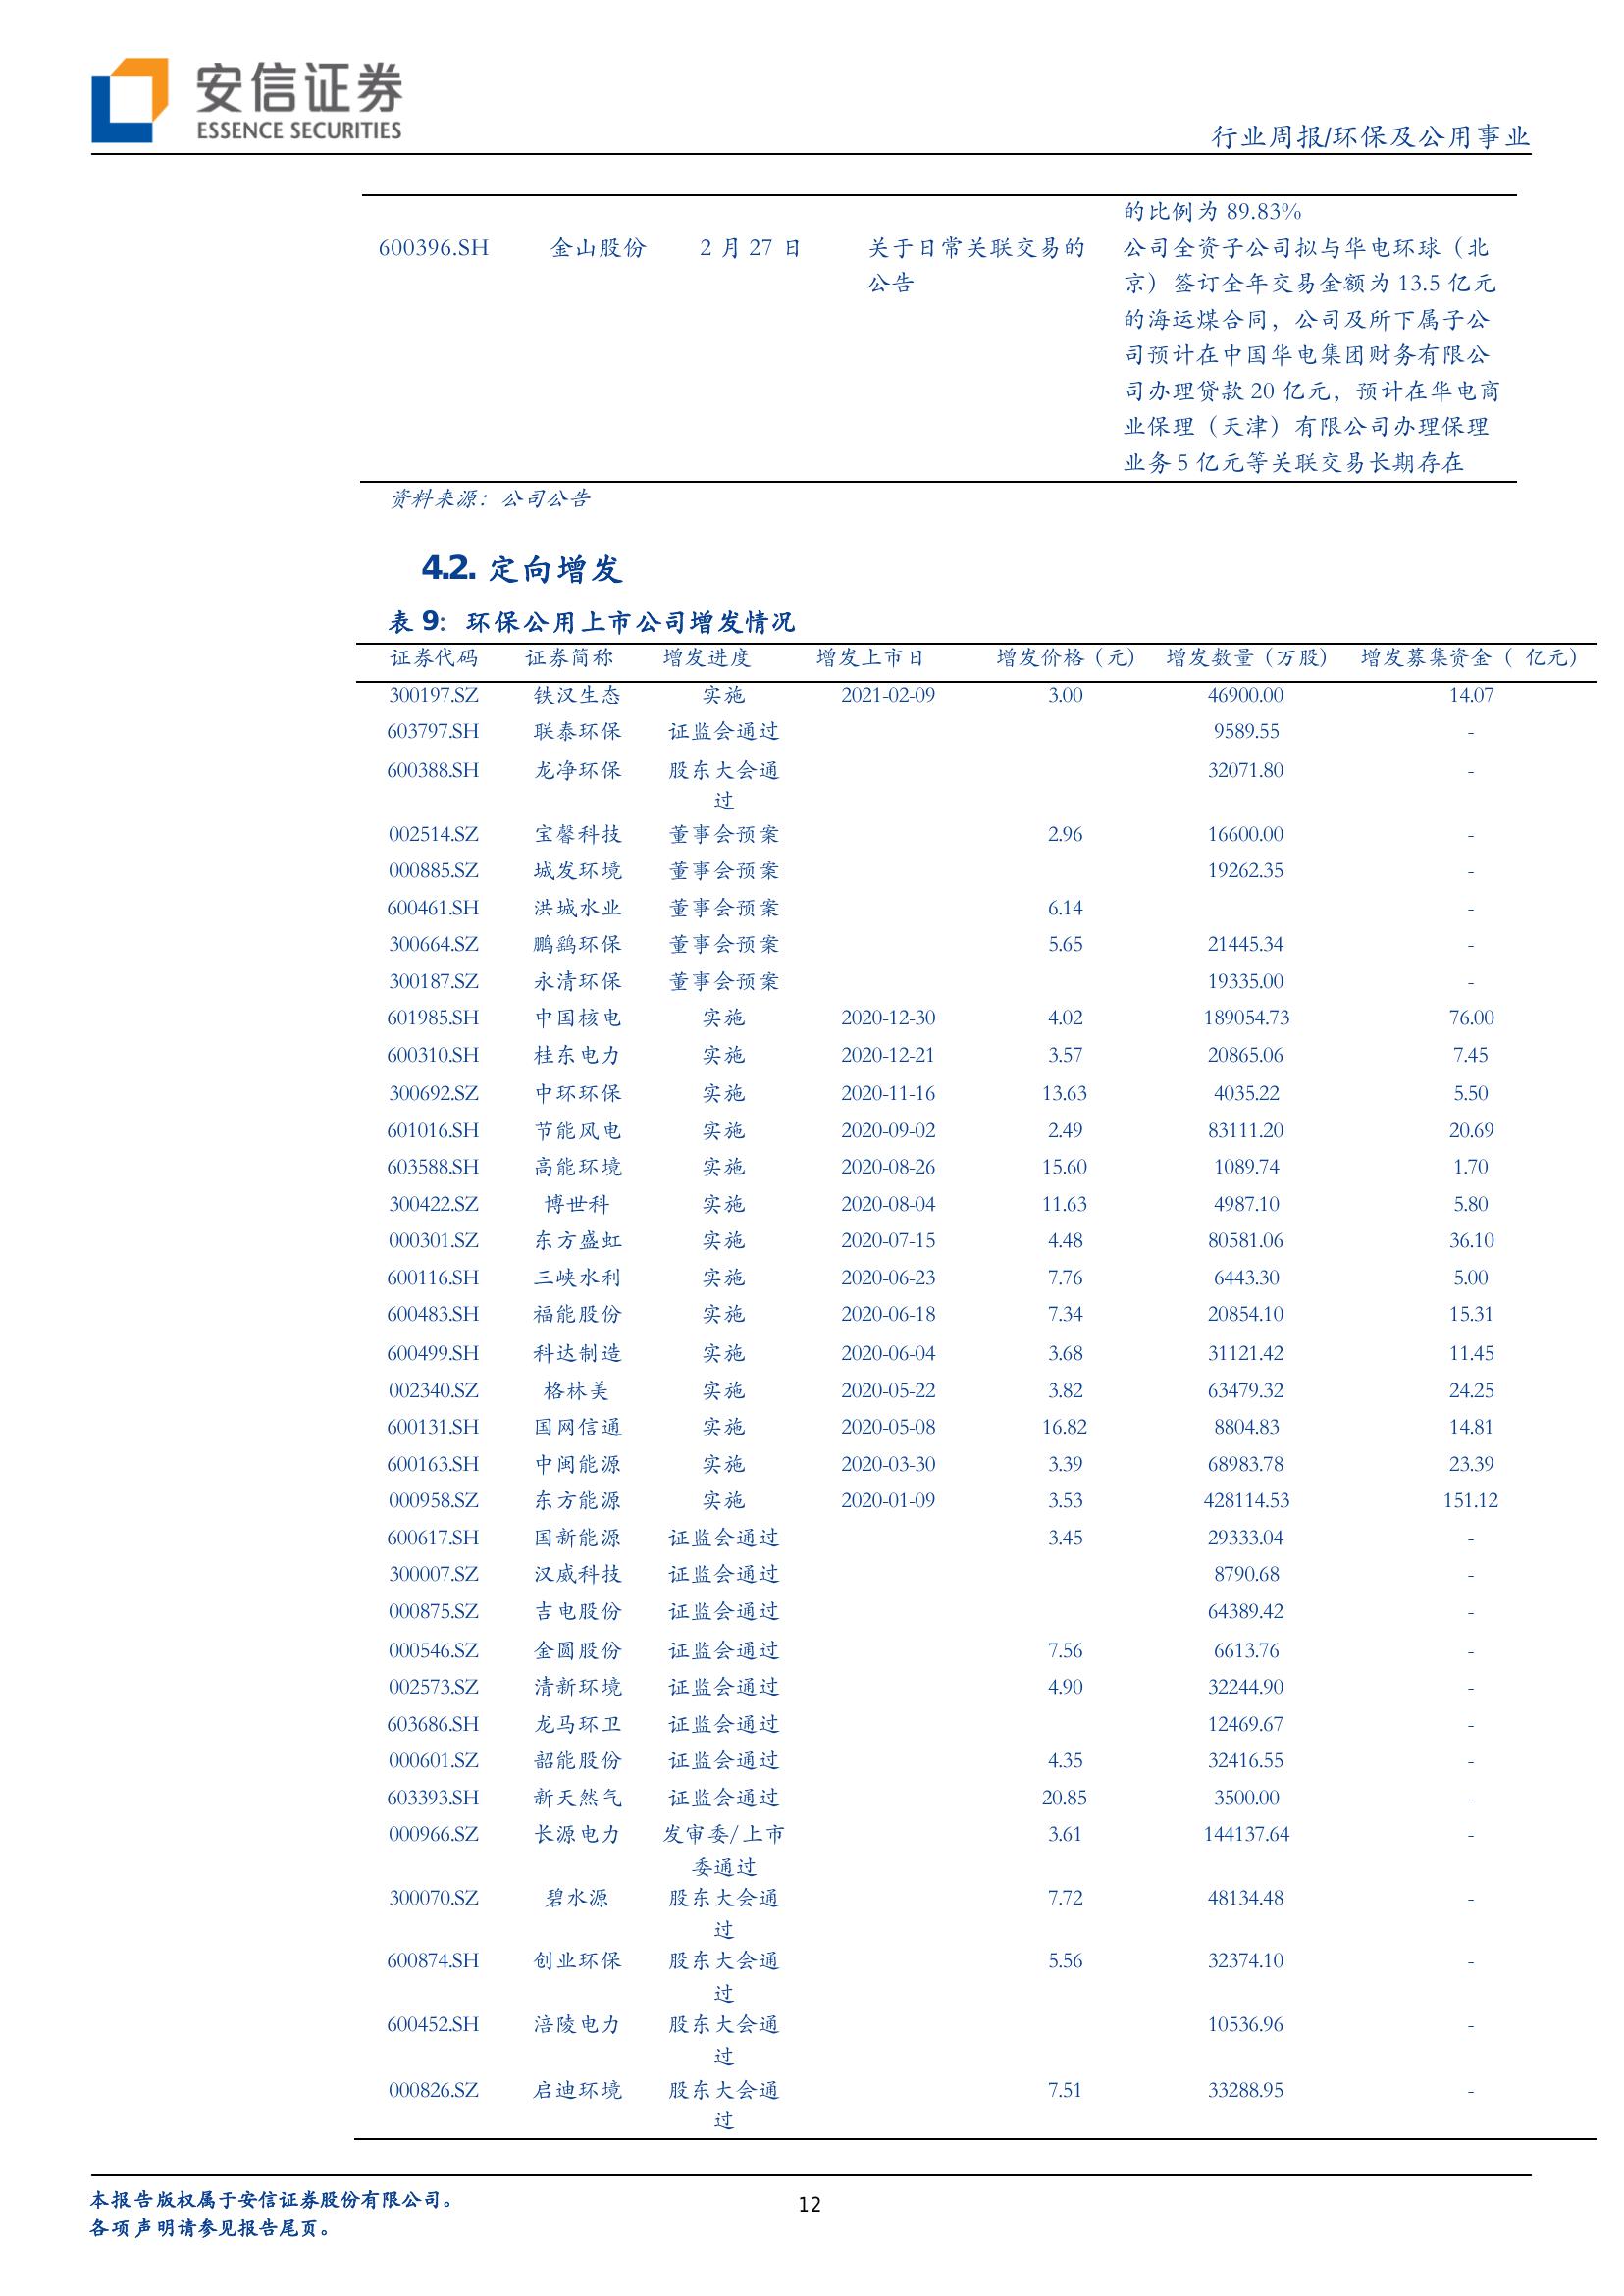 安信证券
ESSENCE SECURITIES
行业周报/环保及公用事业
的比例为 89.83%
600396.SH 金山股份 2 月 27 日 关于日常关联交易的 公司全资子公司拟与华电环球（北
公告 京）签订全年交易金额为 13.5 亿元
的海运煤合同，公司及所下属子公
司预计在中国华电集团财务有限公
司办理贷款 20 亿元，预计在华电商
业保理（天津）有限公司办理保理
业务 5 亿元等关联交易长期存在
资料来源：公司公告
4.2. 定向增发
表 9：环保公用上市公司增发情况
证券代码 证券简称 增发进度 增发上市日 增发价格（元） 增发数量（万股） 增发募集资金（ 亿元）
300197.SZ 铁汉生态 实施 2021-02-09 3.00 46900.00 14.07
603797.SH 联泰环保 证监会通过 9589.55 -
600388.SH 龙净环保 股东大会通 32071.80 -
过
002514.SZ 宝馨科技 董事会预案 2.96 16600.00 -
000885.SZ 城发环境 董事会预案 19262.35 -
600461.SH 洪城水业 董事会预案 6.14 -
300664.SZ 鹏鹞环保 董事会预案 5.65 21445.34 -
300187.SZ 永清环保 董事会预案 19335.00 -
601985.SH 中国核电 实施 2020-12-30 4.02 189054.73 76.00
600310.SH 桂东电力 实施 2020-12-21 3.57 20865.06 7.45
300692.SZ 中环环保 实施 2020-11-16 13.63 4035.22 5.50
601016.SH 节能风电 实施 2020-09-02 2.49 83111.20 20.69
603588.SH 高能环境 实施 2020-08-26 15.60 1089.74 1.70
300422.SZ 博世科 实施 2020-08-04 11.63 4987.10 5.80
000301.SZ 东方盛虹 实施 2020-07-15 4.48 80581.06 36.10
600116.SH 三峡水利 实施 2020-06-23 7.76 6443.30 5.00
600483.SH 福能股份 实施 2020-06-18 7.34 20854.10 15.31
600499.SH 科达制造 实施 2020-06-04 3.68 31121.42 11.45
002340.SZ 格林美 实施 2020-05-22 3.82 63479.32 24.25
600131.SH 国网信通 实施 2020-05-08 16.82 8804.83 14.81
600163.SH 中闽能源 实施 2020-03-30 3.39 68983.78 23.39
000958.SZ 东方能源 实施 2020-01-09 3.53 428114.53 151.12
600617.SH 国新能源 证监会通过 3.45 29333.04 -
300007.SZ 汉威科技 证监会通过 8790.68 -
000875.SZ 吉电股份 证监会通过 64389.42 -
000546.SZ 金圆股份 证监会通过 7.56 6613.76 -
002573.SZ 清新环境 证监会通过 4.90 32244.90 -
603686.SH 龙马环卫 证监会通过 12469.67 -
000601.SZ 韶能股份 证监会通过 4.35 32416.55 -
603393.SH 新天然气 证监会通过 20.85 3500.00 -
000966.SZ 长源电力 发审委/上市 3.61 144137.64 -
委通过
300070.SZ 碧水源 股东大会通 7.72 48134.48 -
过
600874.SH 创业环保 股东大会通 5.56 32374.10 -
过
600452.SH 涪陵电力 股东大会通 10536.96 -
过
000826.SZ 启迪环境 股东大会通 7.51 33288.95 -
过
本报告版权属于安信证券股份有限公司。
各项声明请参见报告尾页。
12